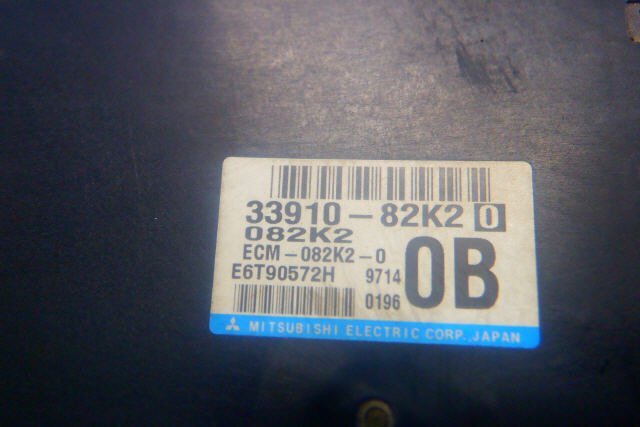 33910-82K2 0
082K2
ECM-082K2-0
E6T90572H 9714
0196
0B
MITSUBISHI ELECTRIC CORP., JAPAN